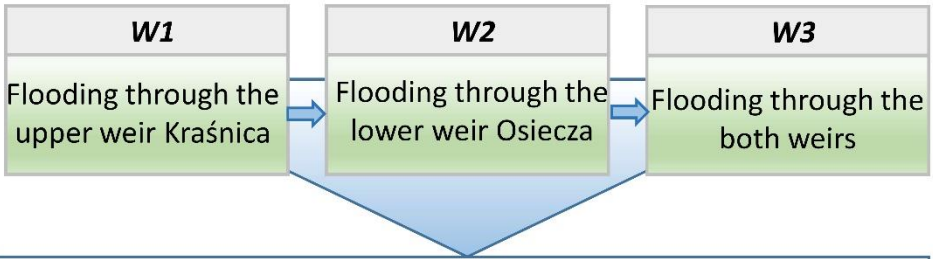 W1
Flooding through the
upper weir Kraśnica
W2
Flooding through the
lower weir Osiecza
W3
Flooding through the
both weirs